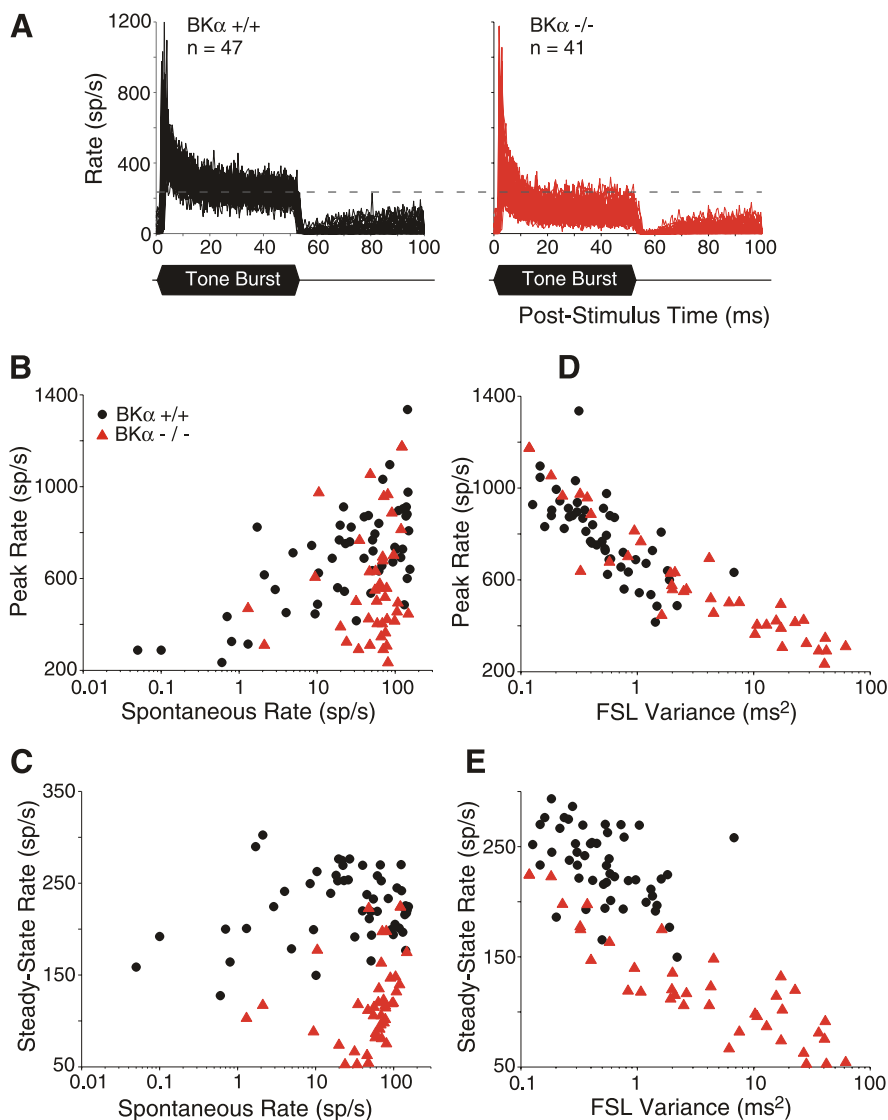 A
BKα +/+
n = 47
BKα -/-
n = 41
Rate (sp/s)
1200
800
400
0
0 20 40 60 80 100
0 20 40 60 80 100
Tone Burst
Tone Burst
Post-Stimulus Time (ms)
B
Peak Rate (sp/s)
1400
1000
600
200
BKα +/+
BKα - / -
0.01 0.1 1 10 100
Spontaneous Rate (sp/s)
D
Peak Rate (sp/s)
1400
1000
600
200
0.1 1 10 100
FSL Variance (ms²)
C
Steady-State Rate (sp/s)
350
250
150
50
0.01 0.1 1 10 100
Spontaneous Rate (sp/s)
E
Steady-State Rate (sp/s)
250
150
50
0.1 1 10 100
FSL Variance (ms²)